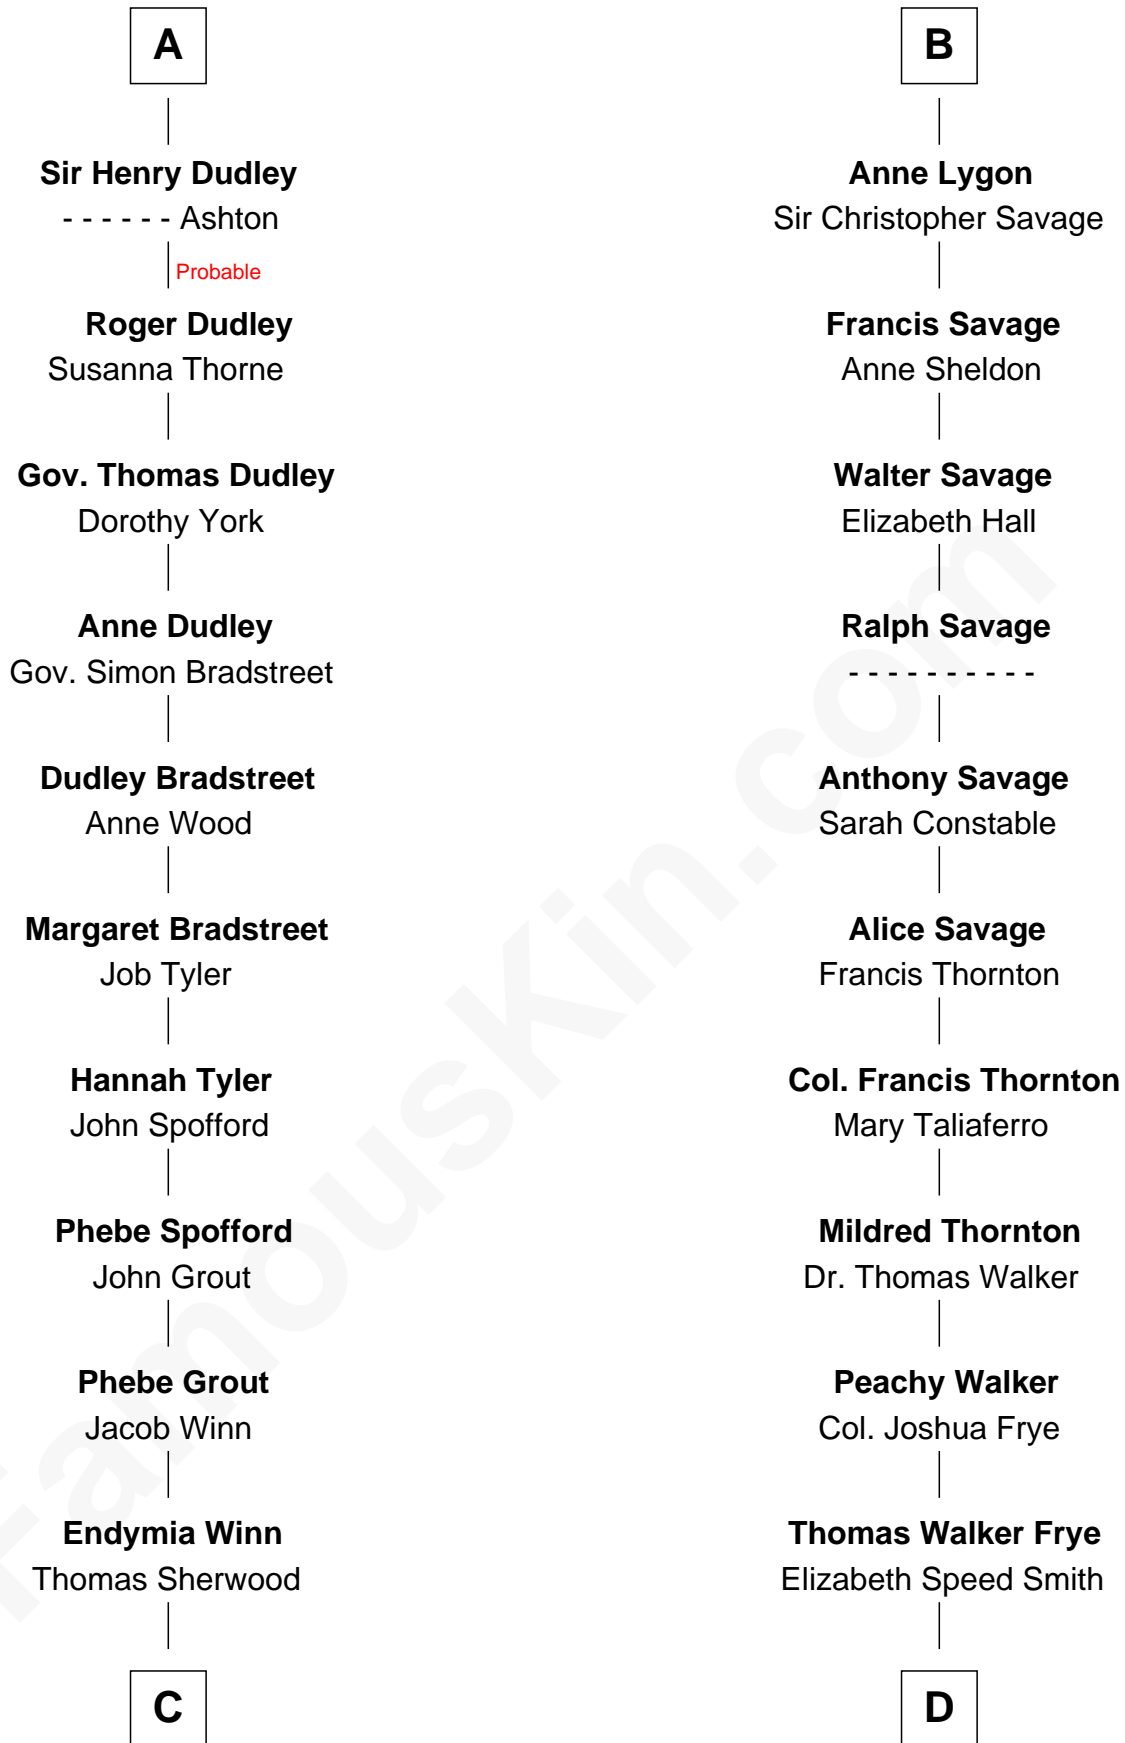 A
Sir Henry Dudley
- - - - - - Ashton
Probable
Roger Dudley
Susanna Thorne
Gov. Thomas Dudley
Dorothy York
Anne Dudley
Gov. Simon Bradstreet
Dudley Bradstreet
Anne Wood
Margaret Bradstreet
Job Tyler
Hannah Tyler
John Spofford
Phebe Spofford
John Grout
Phebe Grout
Jacob Winn
Endymia Winn
Thomas Sherwood
C
B
Anne Lygon
Sir Christopher Savage
Francis Savage
Anne Sheldon
Walter Savage
Elizabeth Hall
Ralph Savage
- - - - - - - - - -
Anthony Savage
Sarah Constable
Alice Savage
Francis Thornton
Col. Francis Thornton
Mary Taliaferro
Mildred Thornton
Dr. Thomas Walker
Peachy Walker
Col. Joshua Frye
Thomas Walker Frye
Elizabeth Speed Smith
D
FamousKin.com